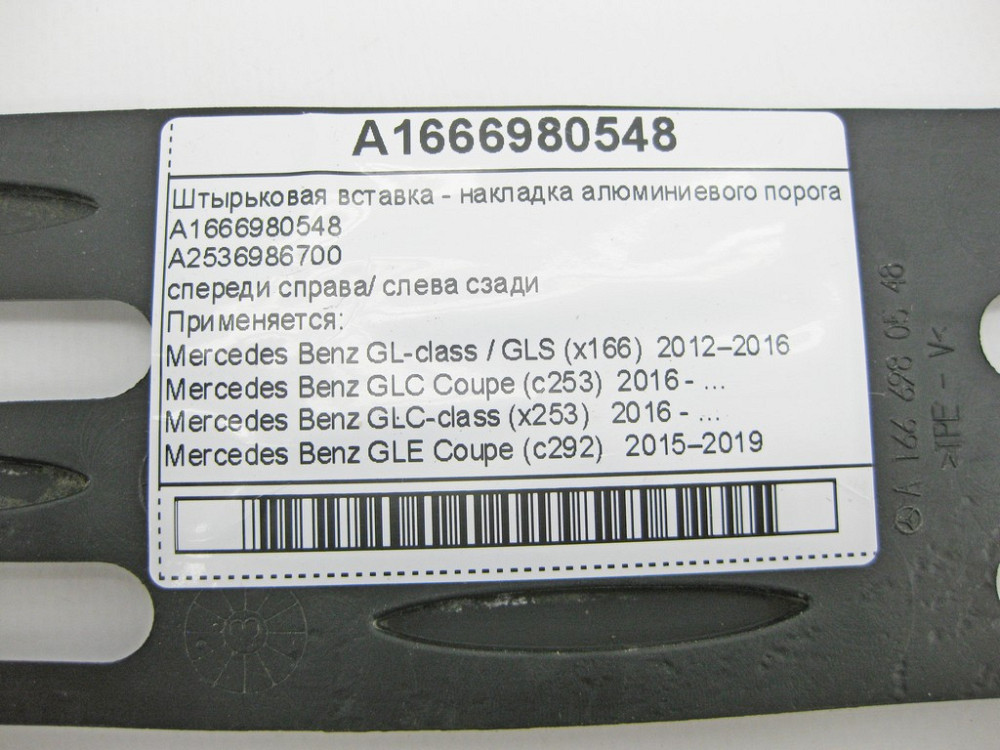 A1666980548
Штырьковая вставка - накладка алюминиевого порога
A1666980548
A2536986700
спереди справа/ слева сзади
Применяется:
Mercedes Benz GL-class / GLS (x166) 2012–2016
Mercedes Benz GLC Coupe (c253) 2016 - ...
Mercedes Benz GLC-class (x253) 2016 - ...
Mercedes Benz GLE Coupe (c292) 2015–2019
A 166 698 05 48
>TPE - V<